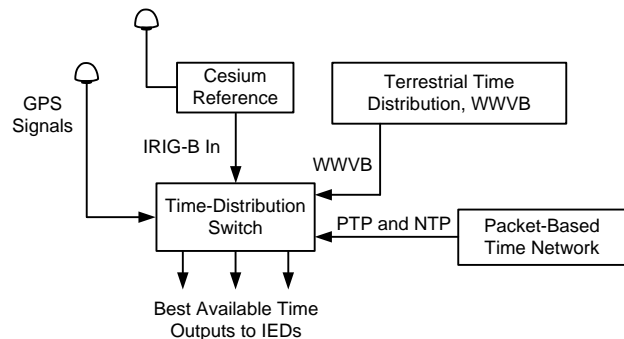 Cesium
Reference
Terrestrial Time
Distribution, WWVB
GPS
Signals
IRIG-B In
WWVB
Time-Distribution
Switch
PTP and NTP
Packet-Based
Time Network
Best Available Time
Outputs to IEDs